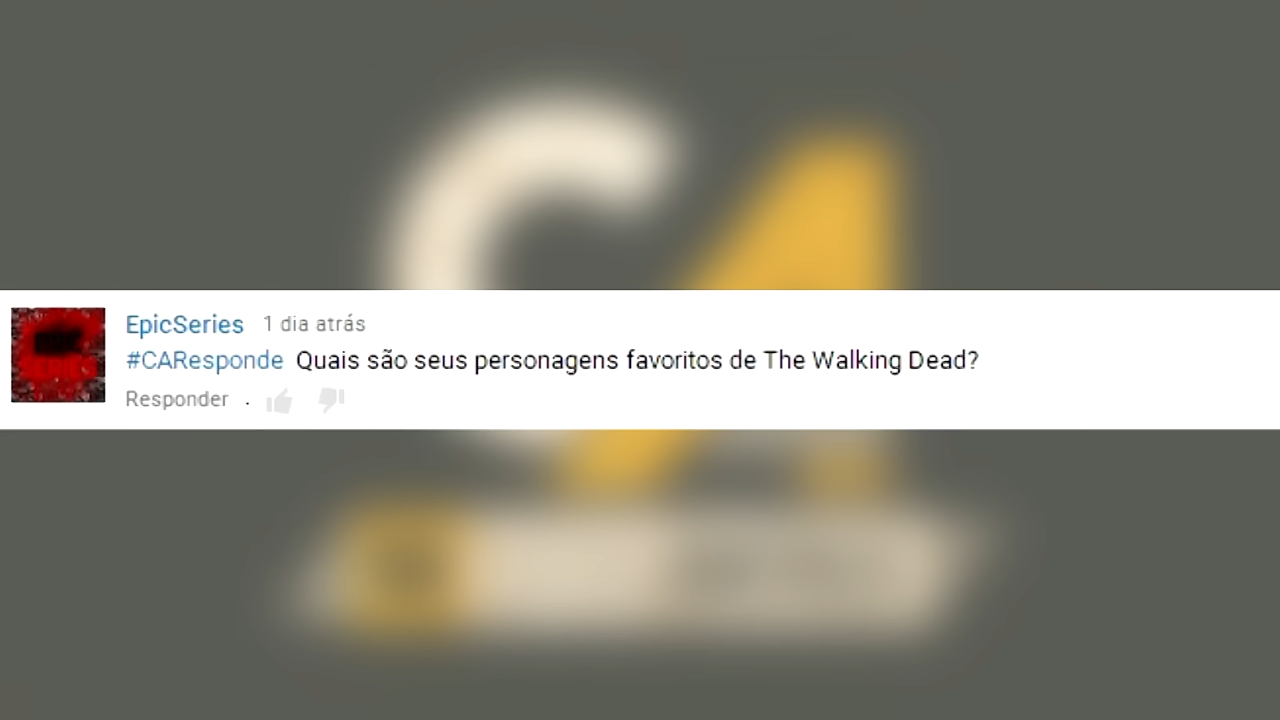 EpicSeries 1 dia atrás
#CAResponde Quais são seus personagens favoritos de The Walking Dead?
Responder .